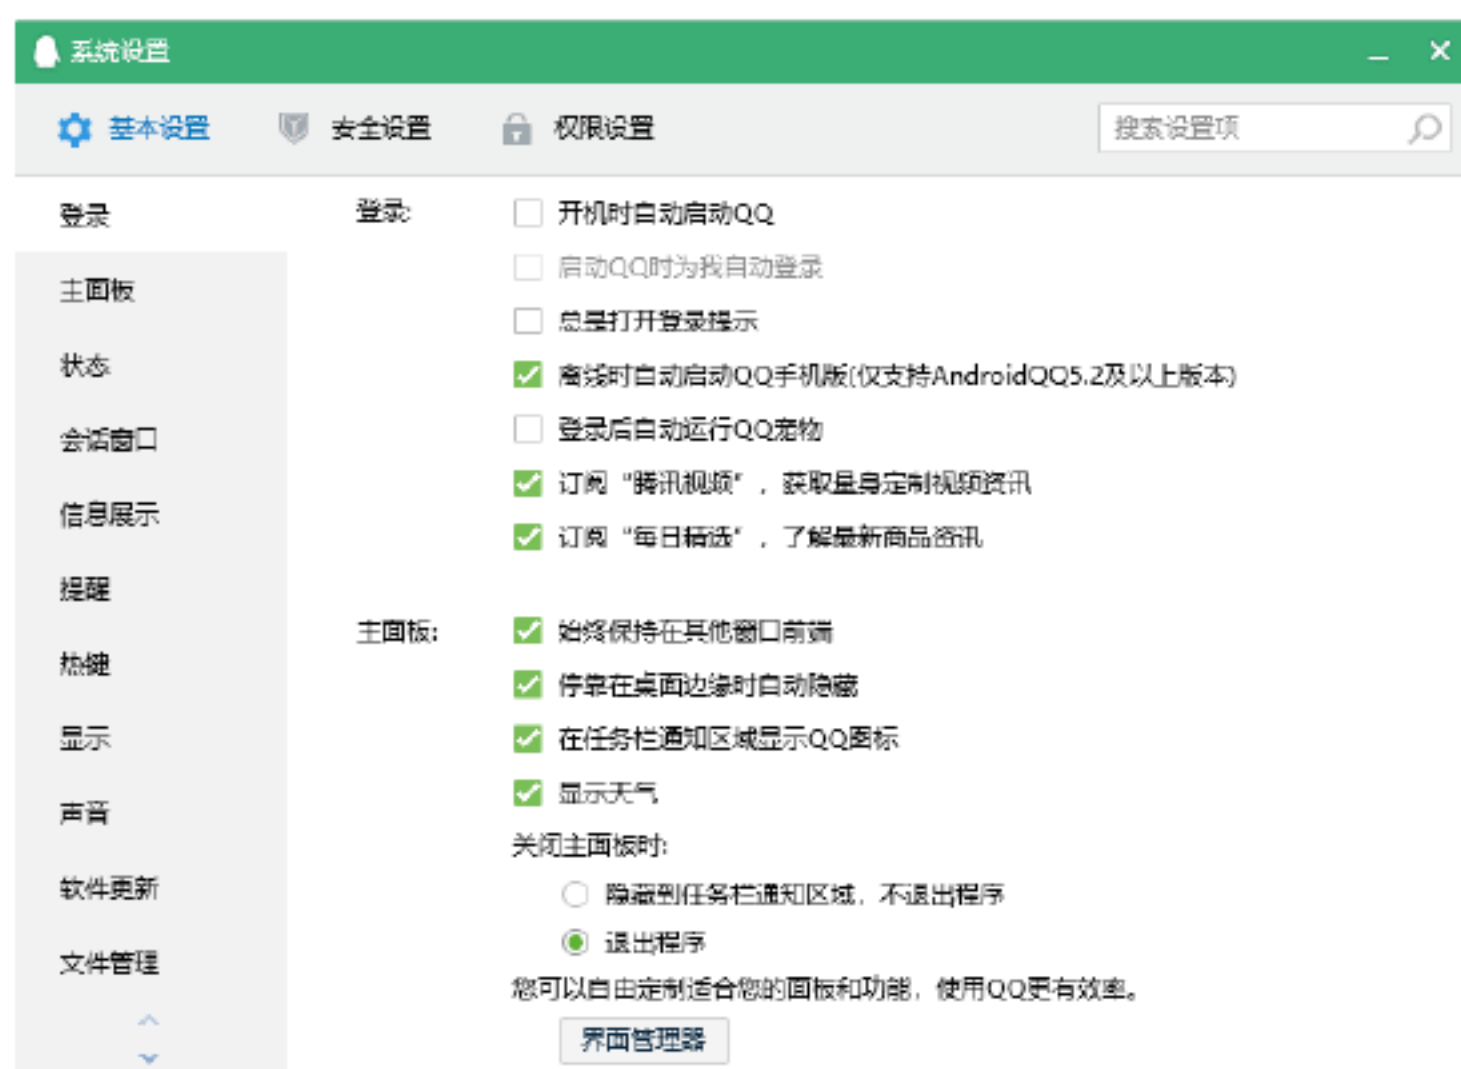 系统设置
基本设置 安全设置 权限设置 搜索设置项
登录
主面板
状态
会话窗口
信息展示
提醒
热键
显示
声音
软件更新
文件管理
登录:
开机时自动启动QQ
启动QQ时为我自动登录
总是打开登录提示
离线时自动启动QQ手机版(仅支持AndroidQQ5.2及以上版本)
登录后自动运行QQ宠物
订阅“腾讯视频”，获取量身定制视频资讯
订阅“每日精选”，了解最新商品资讯
主面板:
始终保持在其他窗口前端
停靠在桌面边缘时自动隐藏
在任务栏通知区域显示QQ图标
显示天气
关闭主面板时:
隐藏到任务栏通知区域，不退出程序
退出程序
您可以自由定制适合您的面板和功能，使用QQ更有效率。
界面管理器